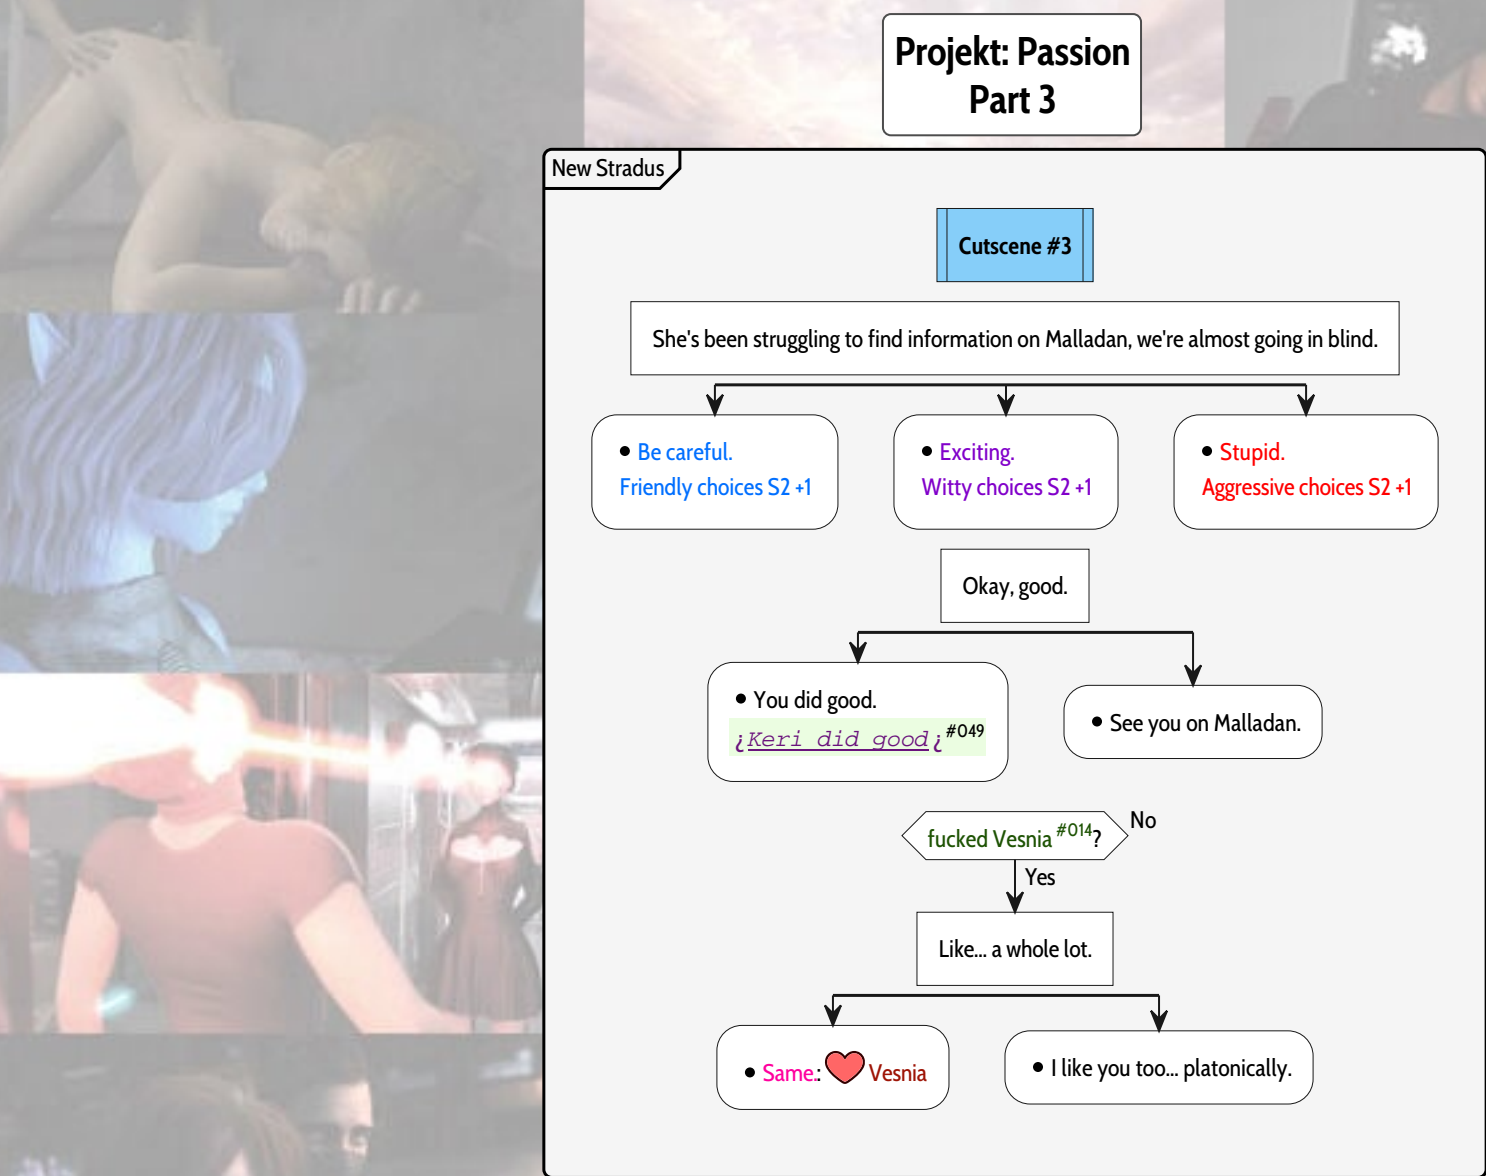 Projekt: Passion
Part 3
New Stradus
Cutscene #3
She's been struggling to find information on Malladan, we're almost going in blind.
• Be careful.
Friendly choices S2 +1
• Exciting.
Witty choices S2 +1
• Stupid.
Aggressive choices S2 +1
Okay, good.
• You did good.
¿Keri did good¿ #049
• See you on Malladan.
fucked Vesnia #014?
No
Yes
Like... a whole lot.
• Same.: Vesnia
• I like you too... platonically.